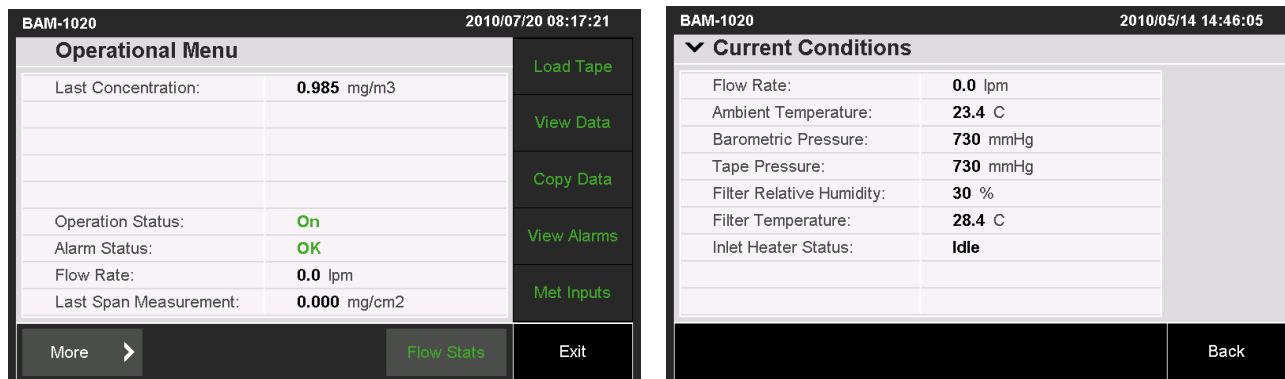 BAM-1020 2010/07/20 08:17:21
Operational Menu
Load Tape
Last Concentration: 0.985 mg/m3
View Data
Copy Data
Operation Status: On
View Alarms
Alarm Status: OK
Flow Rate: 0.0 lpm
Met Inputs
Last Span Measurement: 0.000 mg/cm2
More Flow Stats Exit
BAM-1020 2010/05/14 14:46:05
Current Conditions
Flow Rate: 0.0 lpm
Ambient Temperature: 23.4 C
Barometric Pressure: 730 mmHg
Tape Pressure: 730 mmHg
Filter Relative Humidity: 30 %
Filter Temperature: 28.4 C
Inlet Heater Status: Idle
Back